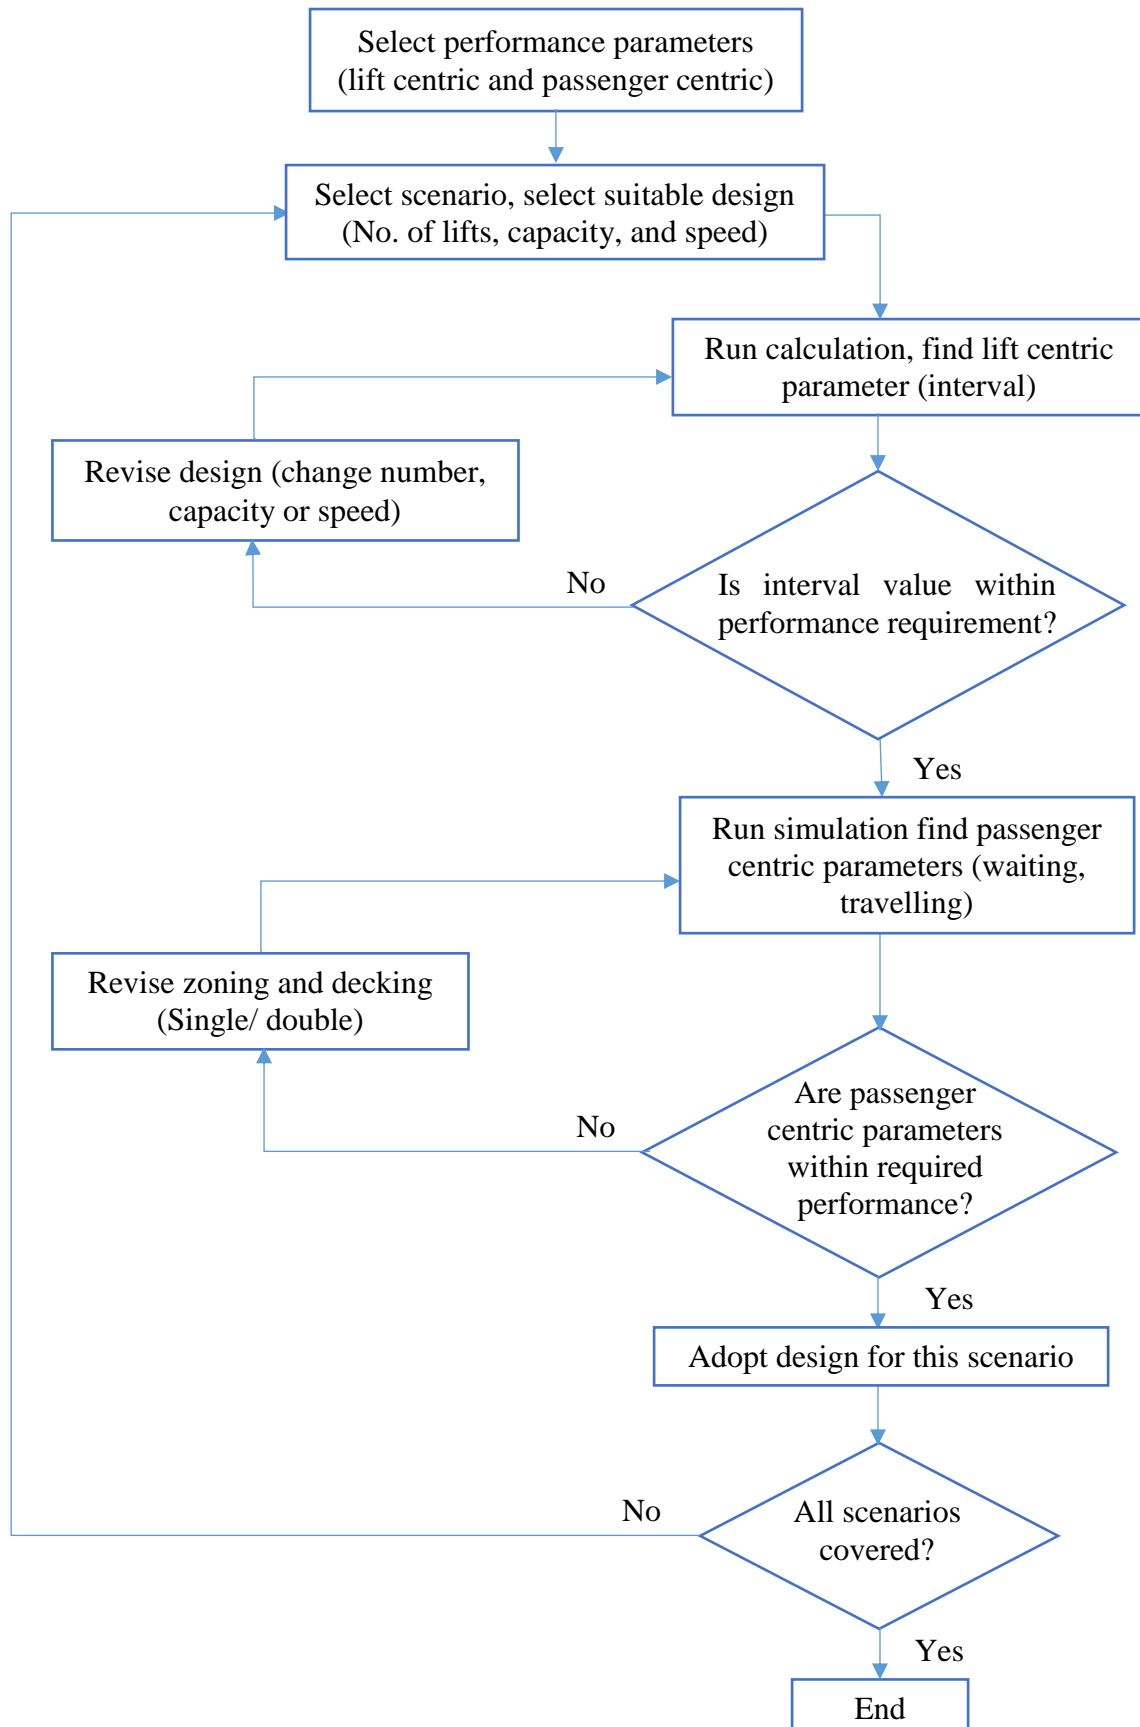 Select performance parameters
(lift centric and passenger centric)
Select scenario, select suitable design
(No. of lifts, capacity, and speed)
Run calculation, find lift centric
parameter (interval)
Revise design (change number,
capacity or speed)
No
Is interval value within
performance requirement?
Yes
Run simulation find passenger
centric parameters (waiting,
travelling)
Revise zoning and decking
(Single/ double)
No
Are passenger
centric parameters
within required
performance?
Yes
Adopt design for this scenario
No
All scenarios
covered?
Yes
End